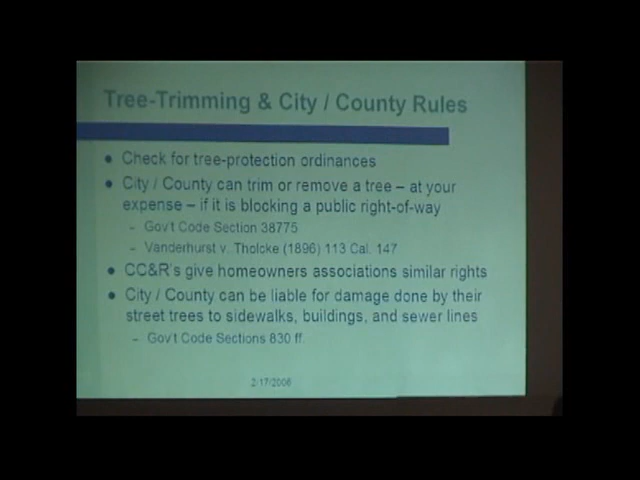 Tree-Trimming & City / County Rules
● Check for tree-protection ordinances
● City / County can trim or remove a tree – at your
expense – if it is blocking a public right-of-way
– Gov't Code Section 38775
– Vanderhurst v. Tholcke (1896) 113 Cal. 147
● CC&R's give homeowners associations similar rights
● City / County can be liable for damage done by their
street trees to sidewalks, buildings, and sewer lines
– Gov't Code Sections 830 ff.
2/17/2006